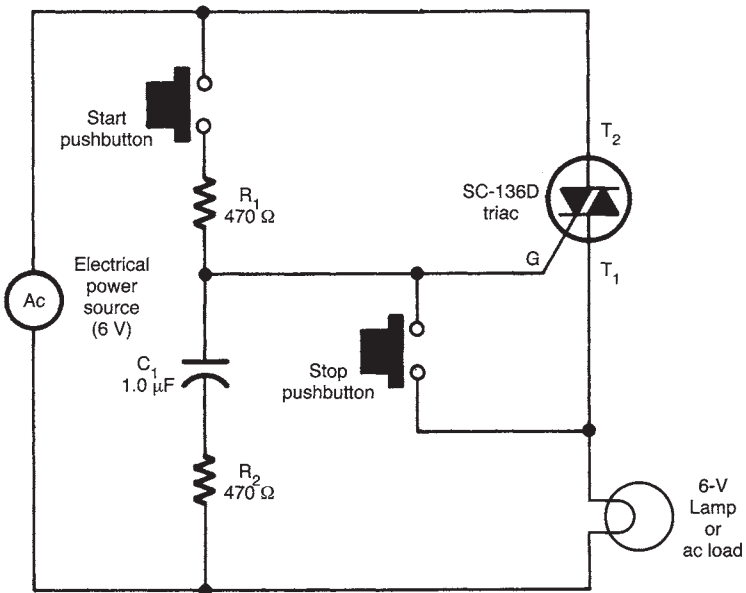 Start
pushbutton
R1
470 Ω
T2
SC-136D
triac
G
T1
Ac
Electrical
power
source
(6 V)
C1
1.0 µF
Stop
pushbutton
R2
470 Ω
6-V
Lamp
or
ac load